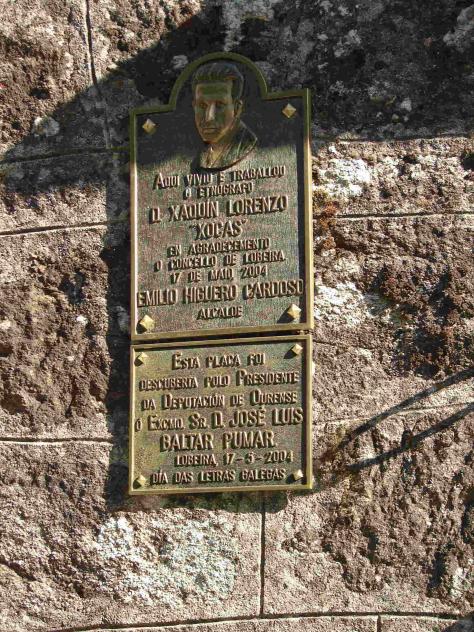 AQUI VIVIU E TRABALLOU
O ETNÓGRAFO
D. XAQUÍN LORENZO
"XOCAS"
EN AGRADECEMENTO
O CONCELLO DE LOBEIRA
17 DE MAIO 2004
EMILIO HIGUERO CARDOSO
ALCALDE
ESTA PLACA FOI
DESCUBERTA POLO PRESIDENTE
DA DEPUTACIÓN DE OURENSE
O EXCMO. SR. D. JOSÉ LUIS
BALTAR PUMAR
LOBEIRA, 17-5-2004
DÍA DAS LETRAS GALEGAS